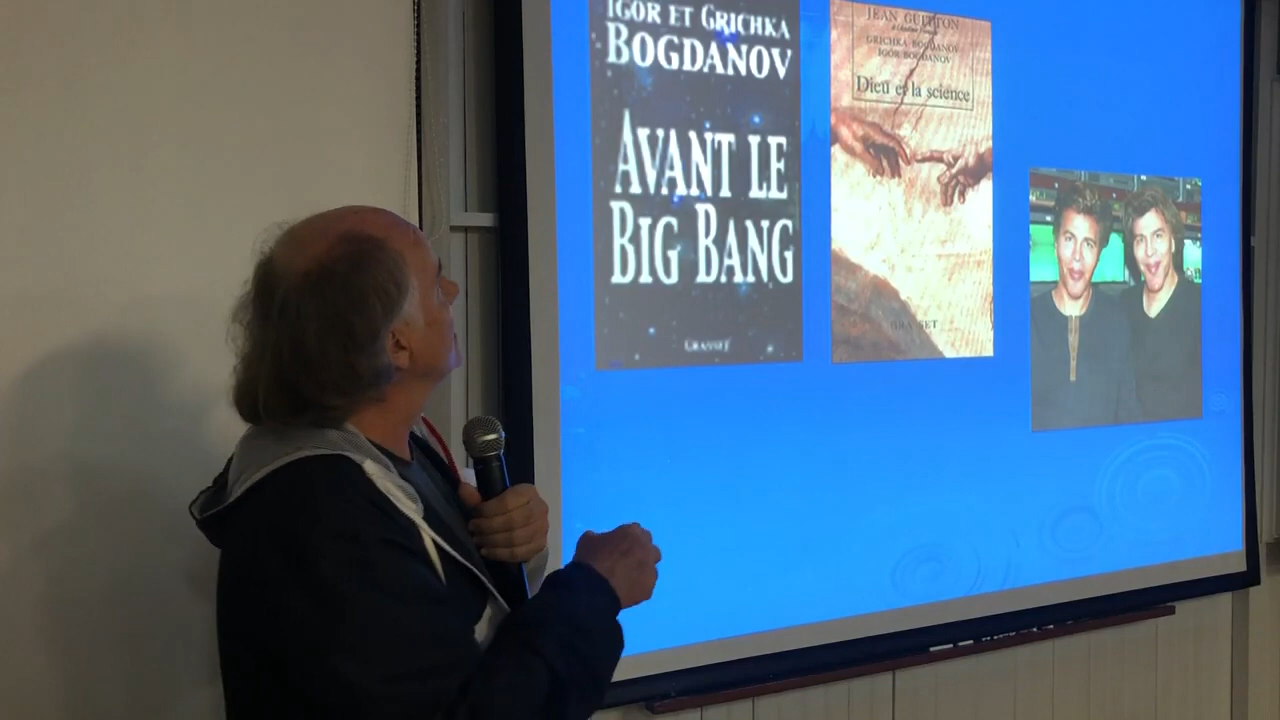 IGOR ET GRICHKA
BOGDANOV
AVANT LE
BIG BANG
GRASSET
JEAN GUITTON
GRICHKA BOGDANOV
IGOR BOGDANOV
Dieu et la science
GRASSET